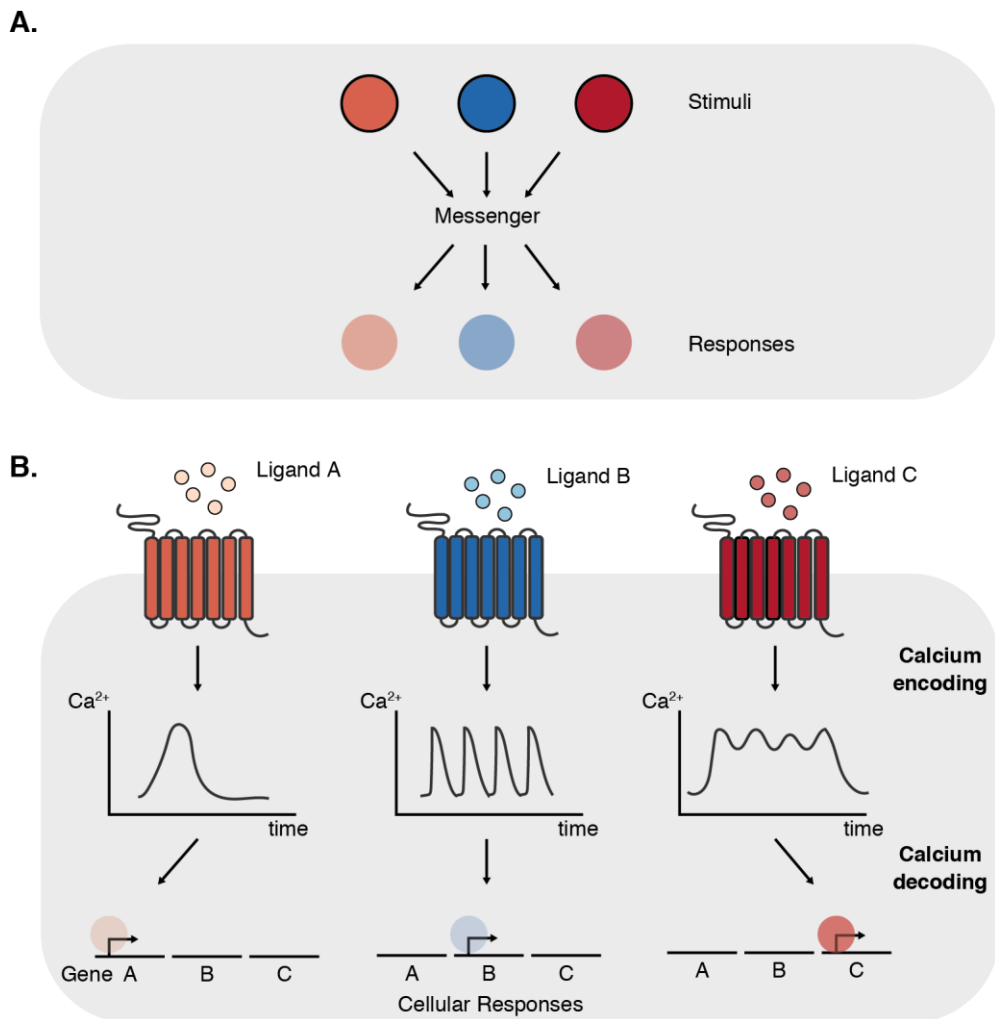 A.
Stimuli
Messenger
Responses
B.
Ligand A
Ligand B
Ligand C
Calcium
encoding
Ca²⁺
Ca²⁺
Ca²⁺
time
time
time
Calcium
decoding
Gene A B C
A B C
A B C
Cellular Responses